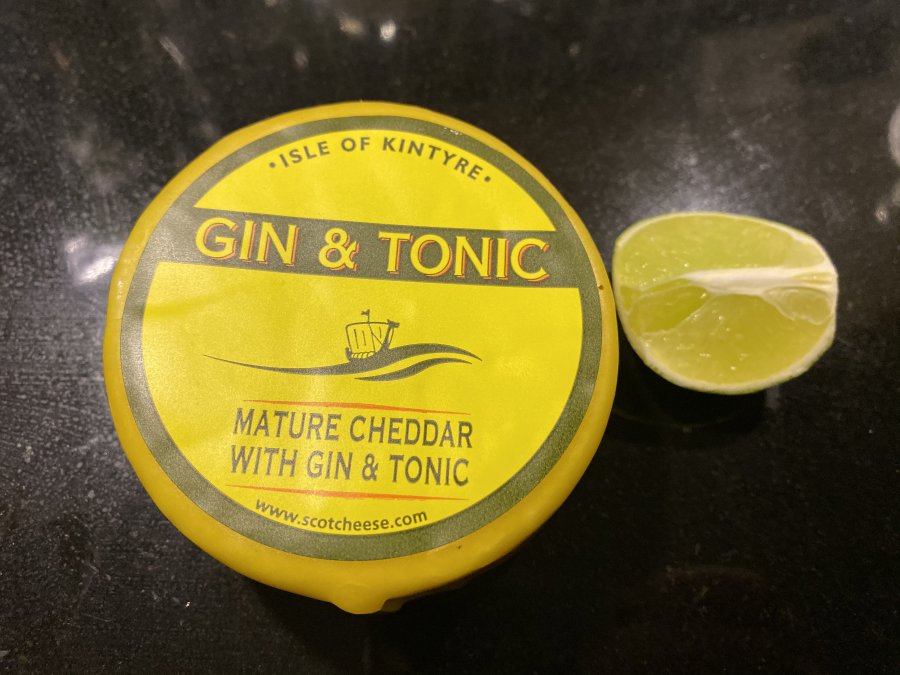 •ISLE OF KINTYRE•
GIN & TONIC
MATURE CHEDDAR
WITH GIN & TONIC
www.scotcheese.com